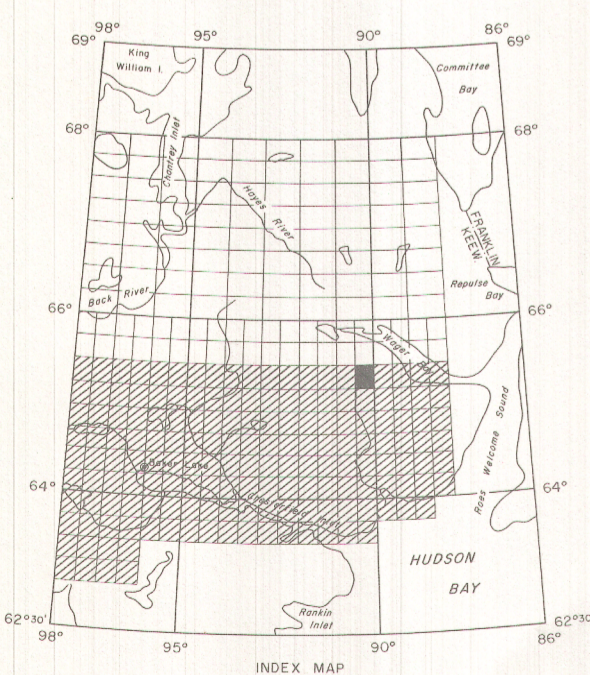 98° 95° 90° 86°
69° 69°
King
William I.
Committee
Bay
68° 68°
Chantrey Inlet
Hayes River
FRANKLIN
KEEW.
Back River
Repulse
Bay
66° 66°
Wager Bay
Roes Welcome Sound
Baker Lake
64° 64°
Chesterfield Inlet
HUDSON
BAY
Rankin
Inlet
62°30' 62°30'
98° 95° 90° 86°
INDEX MAP